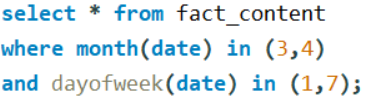 select * from fact_content
where month(date) in (3,4)
and dayofweek(date) in (1,7);